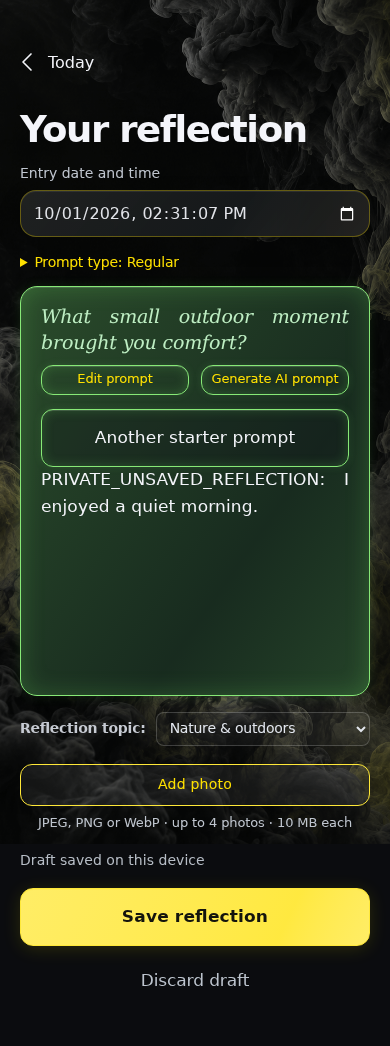 Today
Your reflection
Entry date and time
10/01/2026, 02:31:07 PM
Prompt type: Regular
What small outdoor moment
brought you comfort?
Edit prompt
Generate AI prompt
Another starter prompt
PRIVATE_UNSAVED_REFLECTION: I
enjoyed a quiet morning.
Reflection topic:
Nature & outdoors
Add photo
JPEG, PNG or WebP · up to 4 photos · 10 MB each
Draft saved on this device
Save reflection
Discard draft